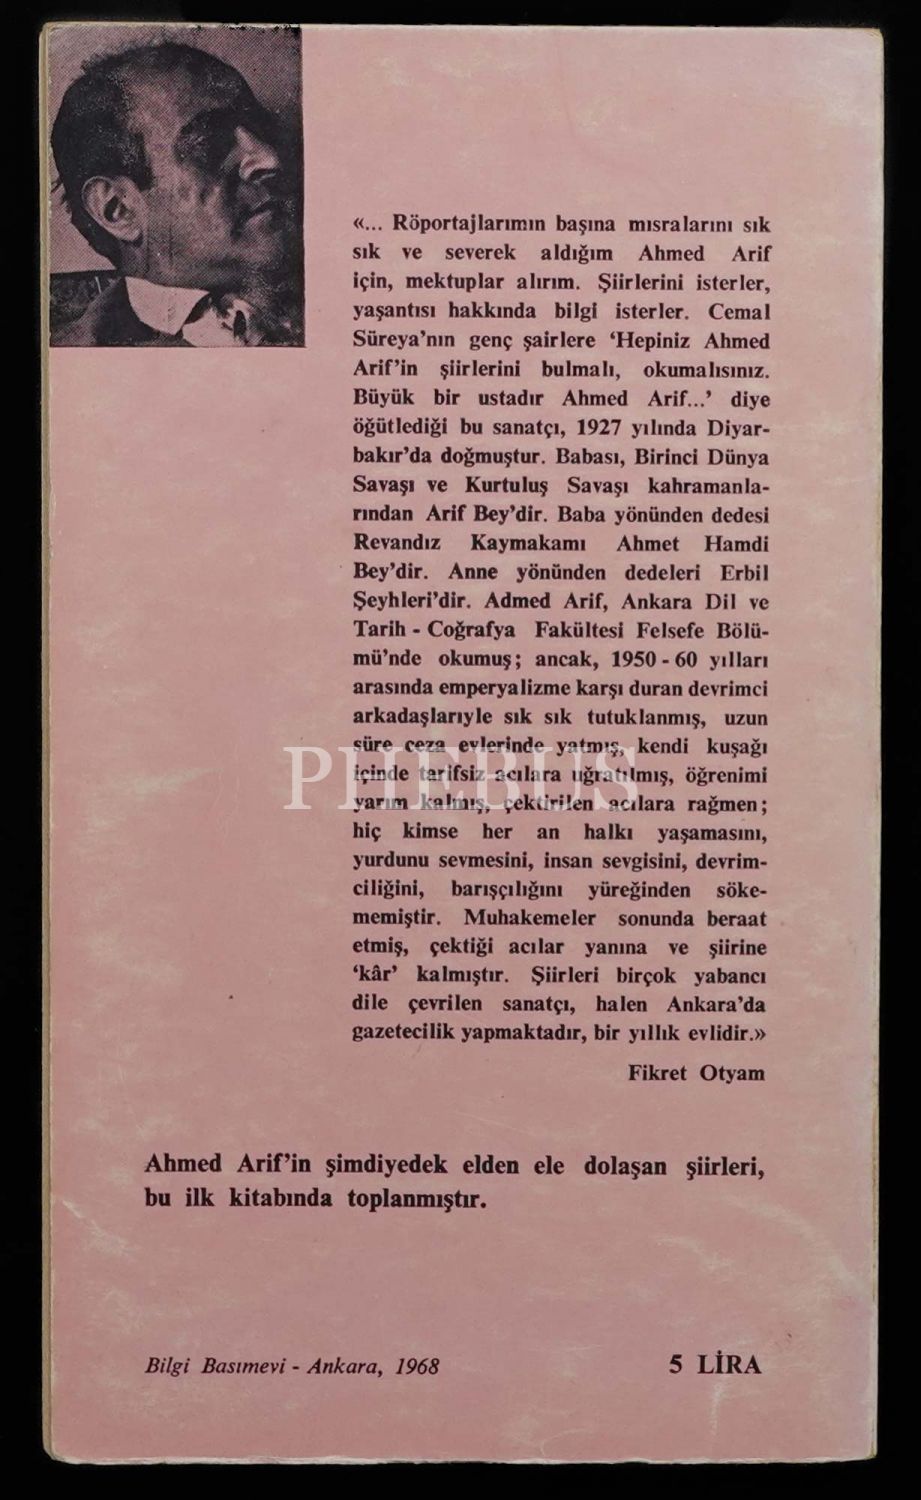 «... Röportajlarımın başına mısralarını sık
sık ve severek aldığım Ahmed Arif
için, mektuplar alırım. Şiirlerini isterler,
yaşantısı hakkında bilgi isterler. Cemal
Süreya'nın genç şairlere ‘Hepiniz Ahmed
Arif'in şiirlerini bulmalı, okumalısınız.
Büyük bir ustadır Ahmed Arif...’ diye
öğütlediği bu sanatçı, 1927 yılında Diyar-
bakır'da doğmuştur. Babası, Birinci Dünya
Savaşı ve Kurtuluş Savaşı kahramanla-
rından Arif Bey'dir. Baba yönünden dedesi
Revandız Kaymakamı Ahmet Hamdi
Bey'dir. Anne yönünden dedeleri Erbil
Şeyhleri'dir. Admed Arif, Ankara Dil ve
Tarih - Coğrafya Fakültesi Felsefe Bölü-
mü'nde okumuş; ancak, 1950 - 60 yılları
arasında emperyalizme karşı duran devrimci
arkadaşlarıyle sık sık tutuklanmış, uzun
süre ceza evlerinde yatmış, kendi kuşağı
içinde tarifsiz acılara uğratılmış, öğrenimi
yarım kalmış, çektirilen acılara rağmen;
hiç kimse her an halkı yaşamasını,
yurdunu sevmesini, insan sevgisini, devrim-
ciliğini, barışçılığını yüreğinden söke-
memiştir. Muhakemeler sonunda beraat
etmiş, çektiği acılar yanına ve şiirine
‘kâr’ kalmıştır. Şiirleri birçok yabancı
dile çevrilen sanatçı, halen Ankara'da
gazetecilik yapmaktadır, bir yıllık evlidir.»
Fikret Otyam
PHEBUS
Ahmed Arif'in şimdiyedek elden ele dolaşan şiirleri,
bu ilk kitabında toplanmıştır.
Bilgi Basımevi - Ankara, 1968
5 LİRA